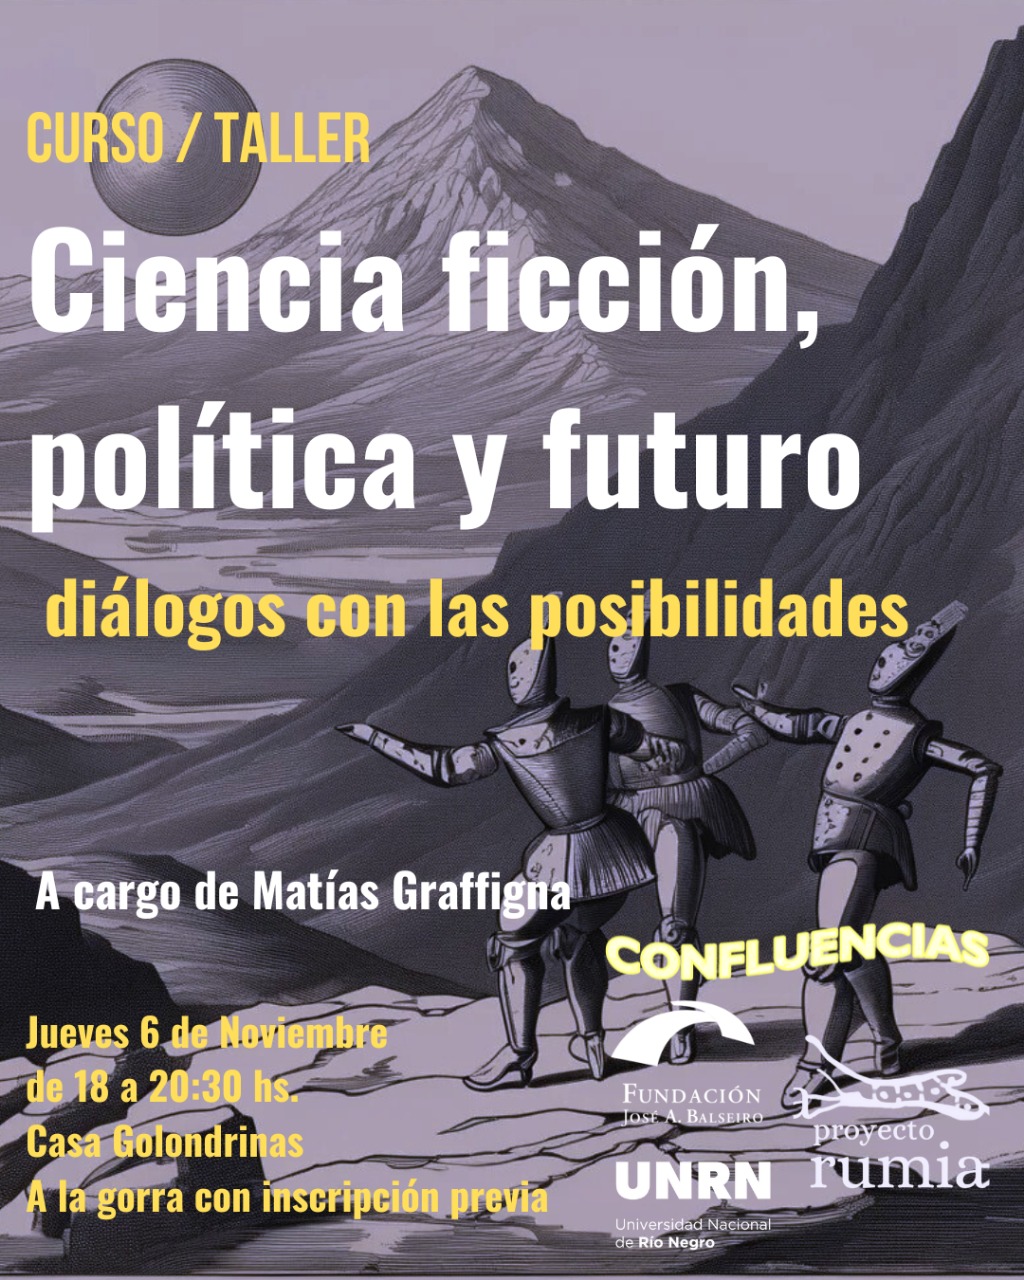 CURSO / TALLER
Ciencia ficción,
política y futuro
diálogos con las posibilidades
A cargo de Matías Graffigna
CONFLUENCIAS
Jueves 6 de Noviembre
de 18 a 20:30 hs.
Casa Golondrinas
A la gorra con inscripción previa
FUNDACIÓN
JOSÉ A. BALSEIRO
proyecto
rumia
UNRN
Universidad Nacional
de Río Negro